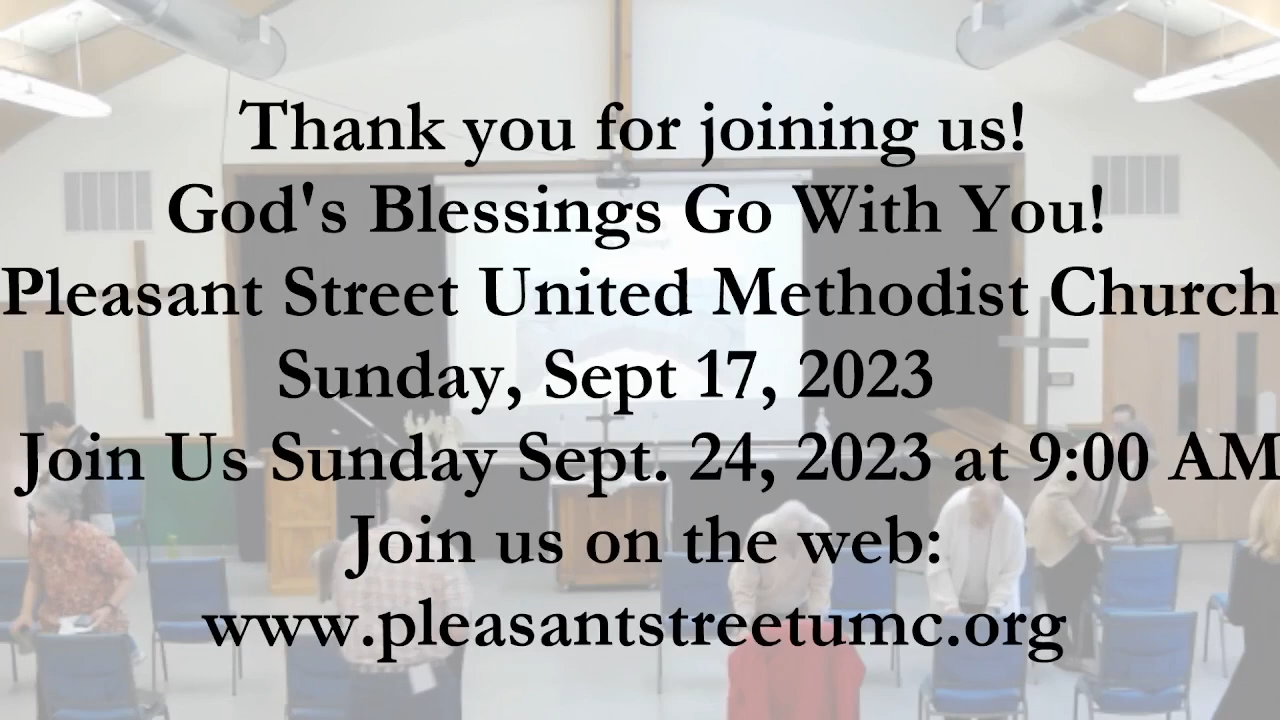 Thank you for joining us!
God's Blessings Go With You!
Pleasant Street United Methodist Church
Sunday, Sept 17, 2023
Join Us Sunday Sept. 24, 2023 at 9:00 AM
Join us on the web:
www.pleasantstreetumc.org